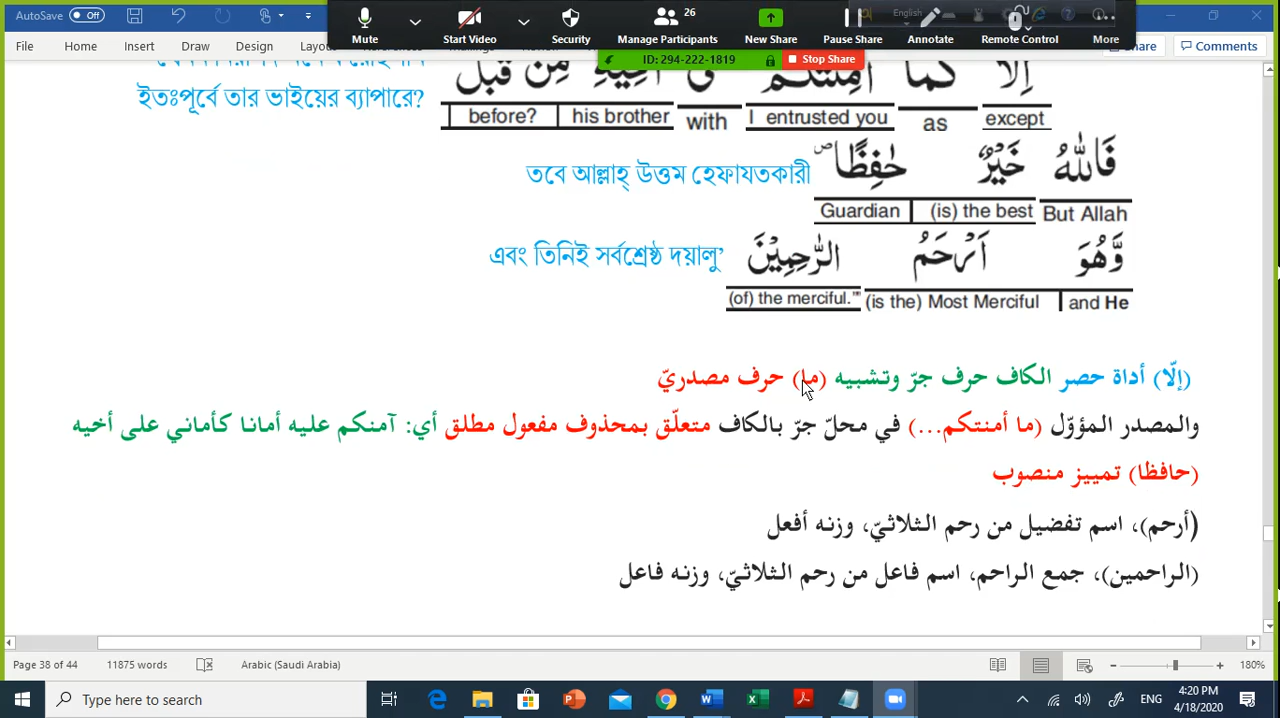 AutoSave Off
English
26
Mute
Start Video
Security
Manage Participants
New Share
Pause Share
Annotate
Remote Control
More
File
Home
Draw
Design
Share
Comments
ID: 294-222-1819
Stop Share
إِلَّا كَمَا
ইতঃপূর্বে তার ভাইয়ের ব্যাপারে?
before? his brother with I entrusted you as except
فَاللّٰهُ خَيْرٌ حٰفِظًا ۖ
তবে আল্লাহ্ উত্তম হেফাযতকারী
Guardian (is) the best But Allah
وَّهُوَ اَرْحَمُ الرّٰحِمِيْنَ
এবং তিনিই সর্বশ্রেষ্ঠ দয়ালু’
(of) the merciful.” (is the) Most Merciful and He
(إلّا) أداة حصر الكاف حرف جرّ وتشبيه (ما) حرف مصدريّ
والمصدر المؤوّل (ما أمنتكم...) في محلّ جرّ بالكاف متعلّق بمحذوف مفعول مطلق أي: آمنكم عليه أمانا كأماني على أخيه
(حافظا) تمييز منصوب
(أرحم)، اسم تفضيل من رحم الثلاثيّ، وزنه أفعل
(الراحمين)، جمع الراحم، اسم فاعل من رحم الثلاثيّ، وزنه فاعل
Page 38 of 44
11875 words
Arabic (Saudi Arabia)
180%
Type here to search
ENG
4:20 PM
4/18/2020